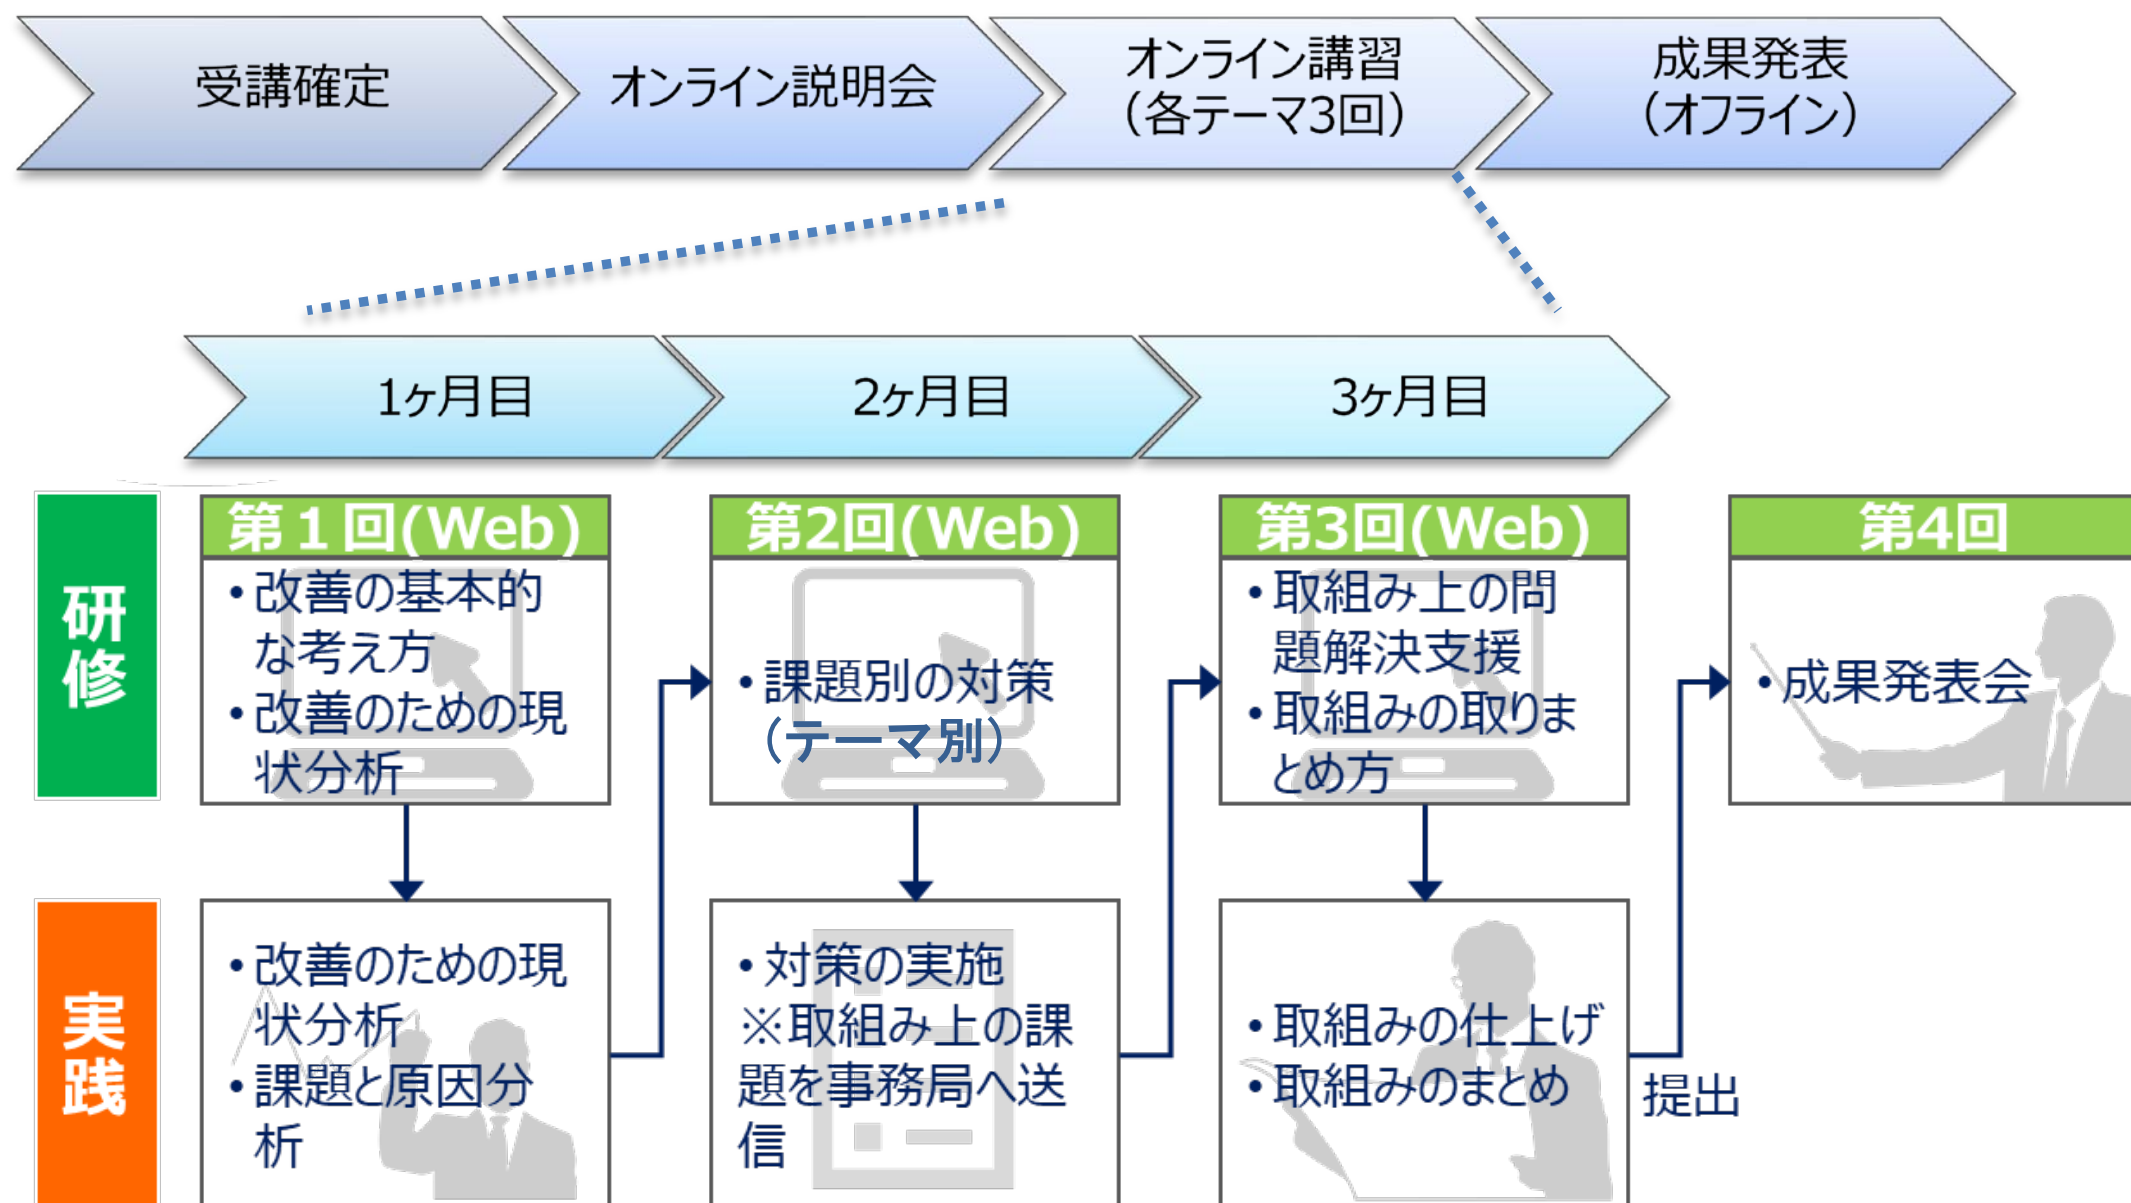 受講確定
オンライン説明会
オンライン講習
（各テーマ3回）
成果発表
（オフライン）
1ヶ月目
2ヶ月目
3ヶ月目
研修
第１回(Web)
•改善の基本的
な考え方
•改善のための現
状分析
第2回(Web)
•課題別の対策
（テーマ別）
第3回(Web)
•取組み上の問
題解決支援
•取組みの取りま
とめ方
第4回
•成果発表会
実践
•改善のための現
状分析
•課題と原因分
析
•対策の実施
※取組み上の課
題を事務局へ送
信
•取組みの仕上げ
•取組みのまとめ
提出